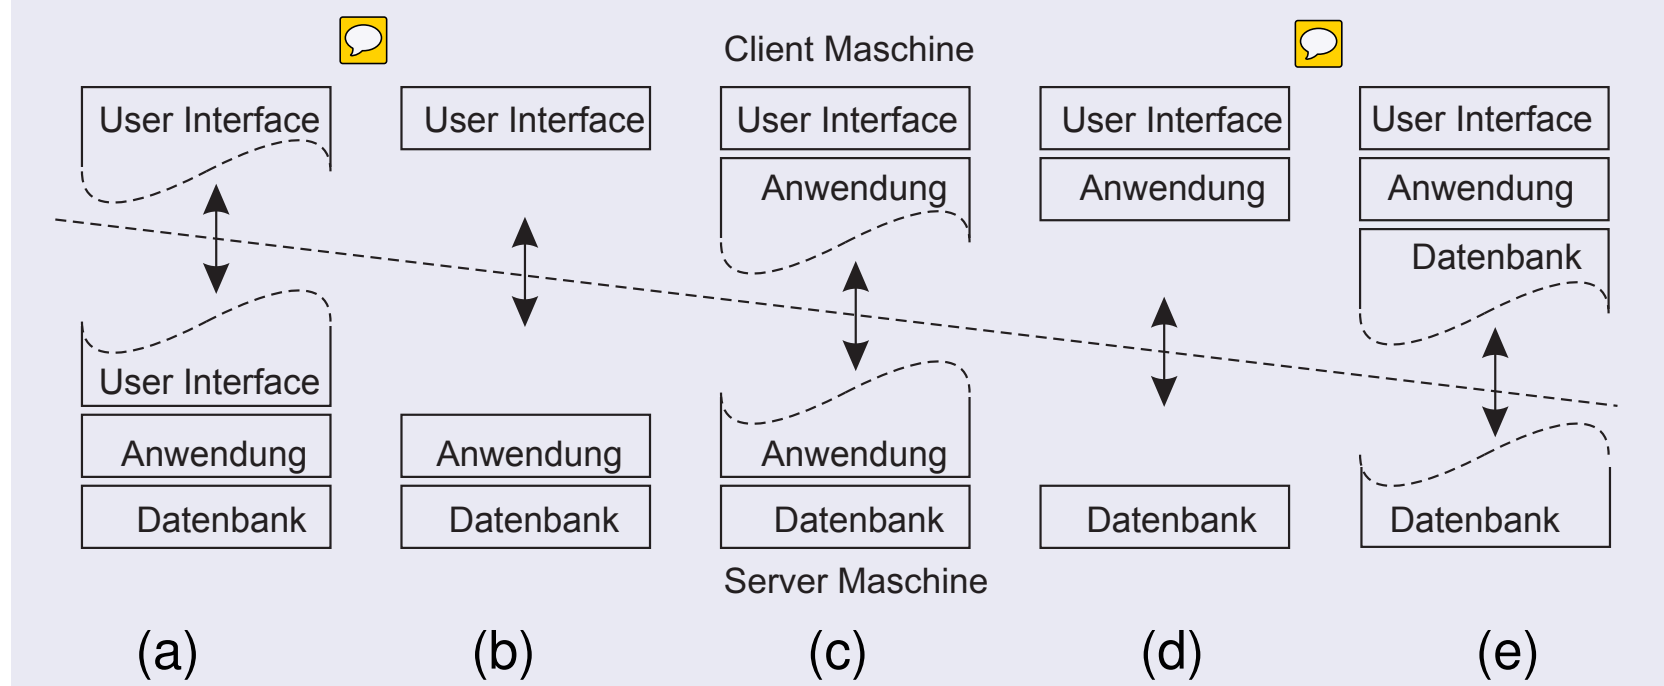 Client Maschine
User Interface
User Interface
User Interface
User Interface
User Interface
Anwendung
Anwendung
Anwendung
Datenbank
User Interface
Anwendung
Anwendung
Anwendung
Datenbank
Datenbank
Datenbank
Datenbank
Datenbank
Server Maschine
(a)
(b)
(c)
(d)
(e)